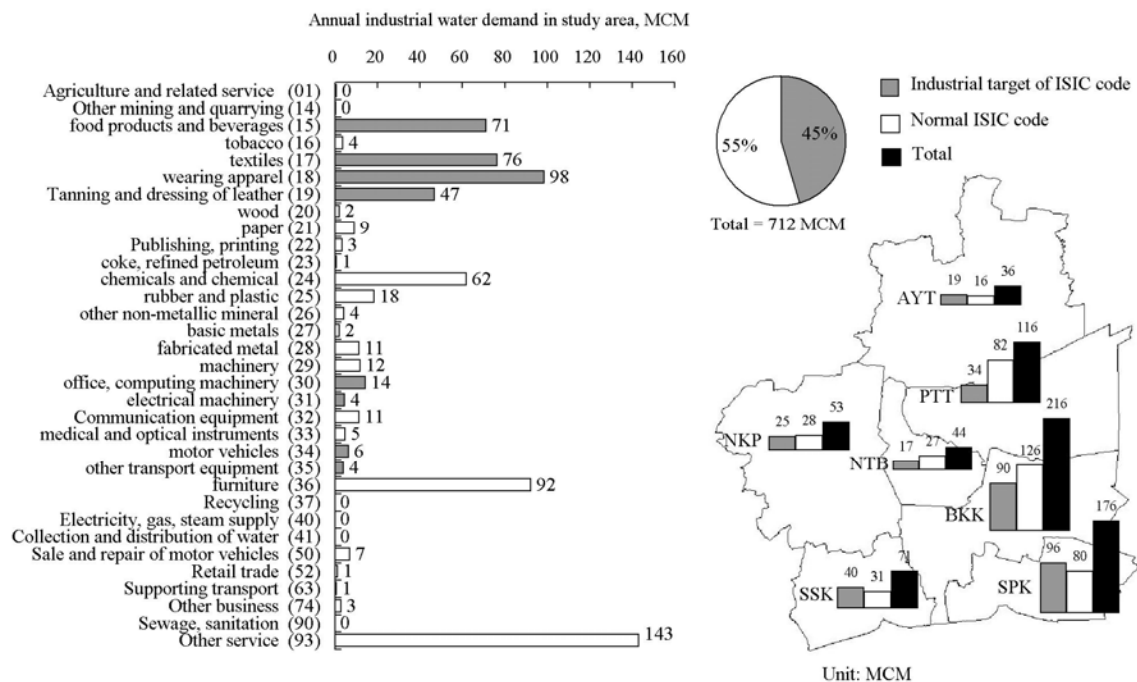 Annual industrial water demand in study area, MCM
0 20 40 60 80 100 120 140 160
Agriculture and related service (01) 0
Other mining and quarrying (14) 0
food products and beverages (15) 71
tobacco (16) 4
textiles (17) 76
wearing apparel (18) 98
Tanning and dressing of leather (19) 47
wood (20) 2
paper (21) 9
Publishing, printing (22) 3
coke, refined petroleum (23) 1
chemicals and chemical (24) 62
rubber and plastic (25) 18
other non-metallic mineral (26) 4
basic metals (27) 2
fabricated metal (28) 11
machinery (29) 12
office, computing machinery (30) 14
electrical machinery (31) 4
Communication equipment (32) 11
medical and optical instruments (33) 5
motor vehicles (34) 6
other transport equipment (35) 4
furniture (36) 92
Recycling (37) 0
Electricity, gas, steam supply (40) 0
Collection and distribution of water (41) 0
Sale and repair of motor vehicles (50) 7
Retail trade (52) 1
Supporting transport (63) 1
Other business (74) 3
Sewage, sanitation (90) 0
Other service (93) 143
55% 45%
Total = 712 MCM
Industrial target of ISIC code
Normal ISIC code
Total
AYT 19 16 36
PTT 34 82 116
NKP 25 28 53
NTB 17 27 44
BKK 90 126 216
SSK 40 31 71
SPK 96 80 176
Unit: MCM